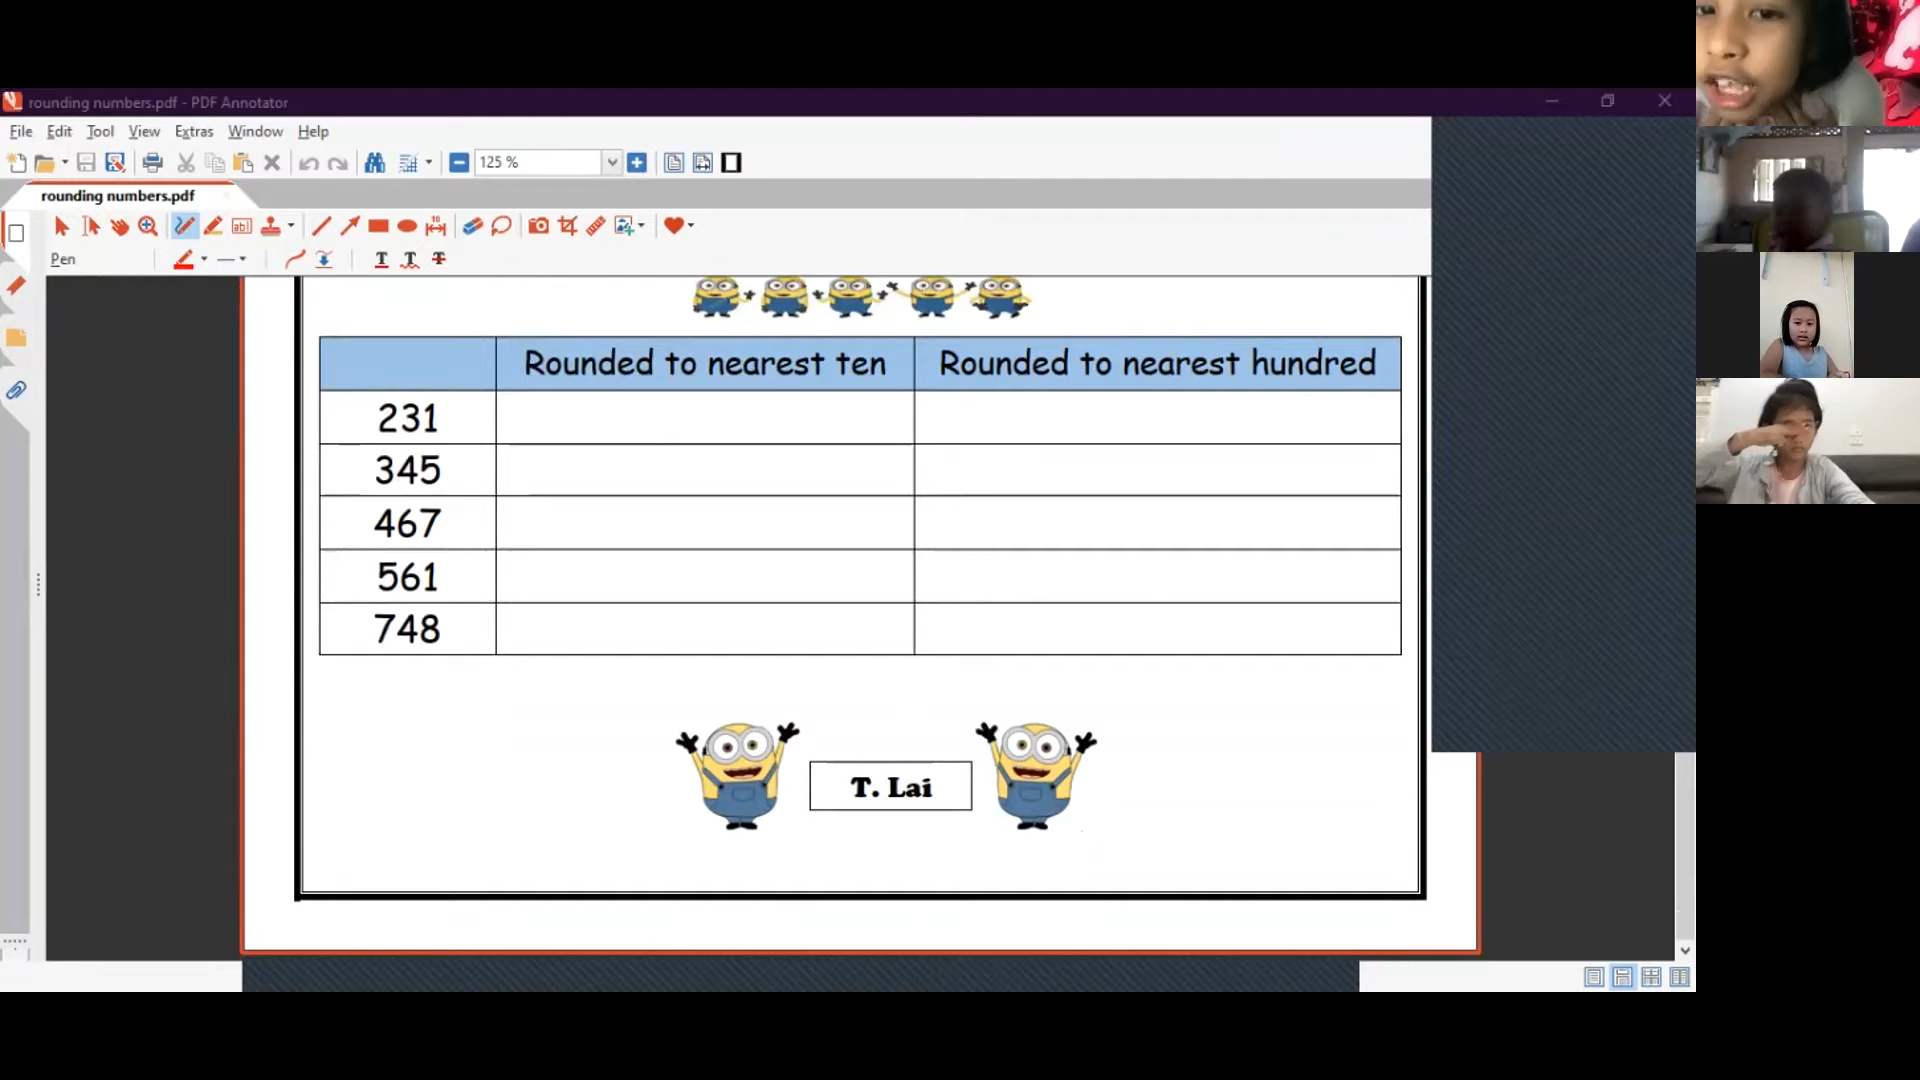 rounding numbers.pdf - PDF Annotator
File Edit Tool View Extras Window Help
125 %
rounding numbers.pdf
Pen
Rounded to nearest ten Rounded to nearest hundred
231
345
467
561
748
T. Lai